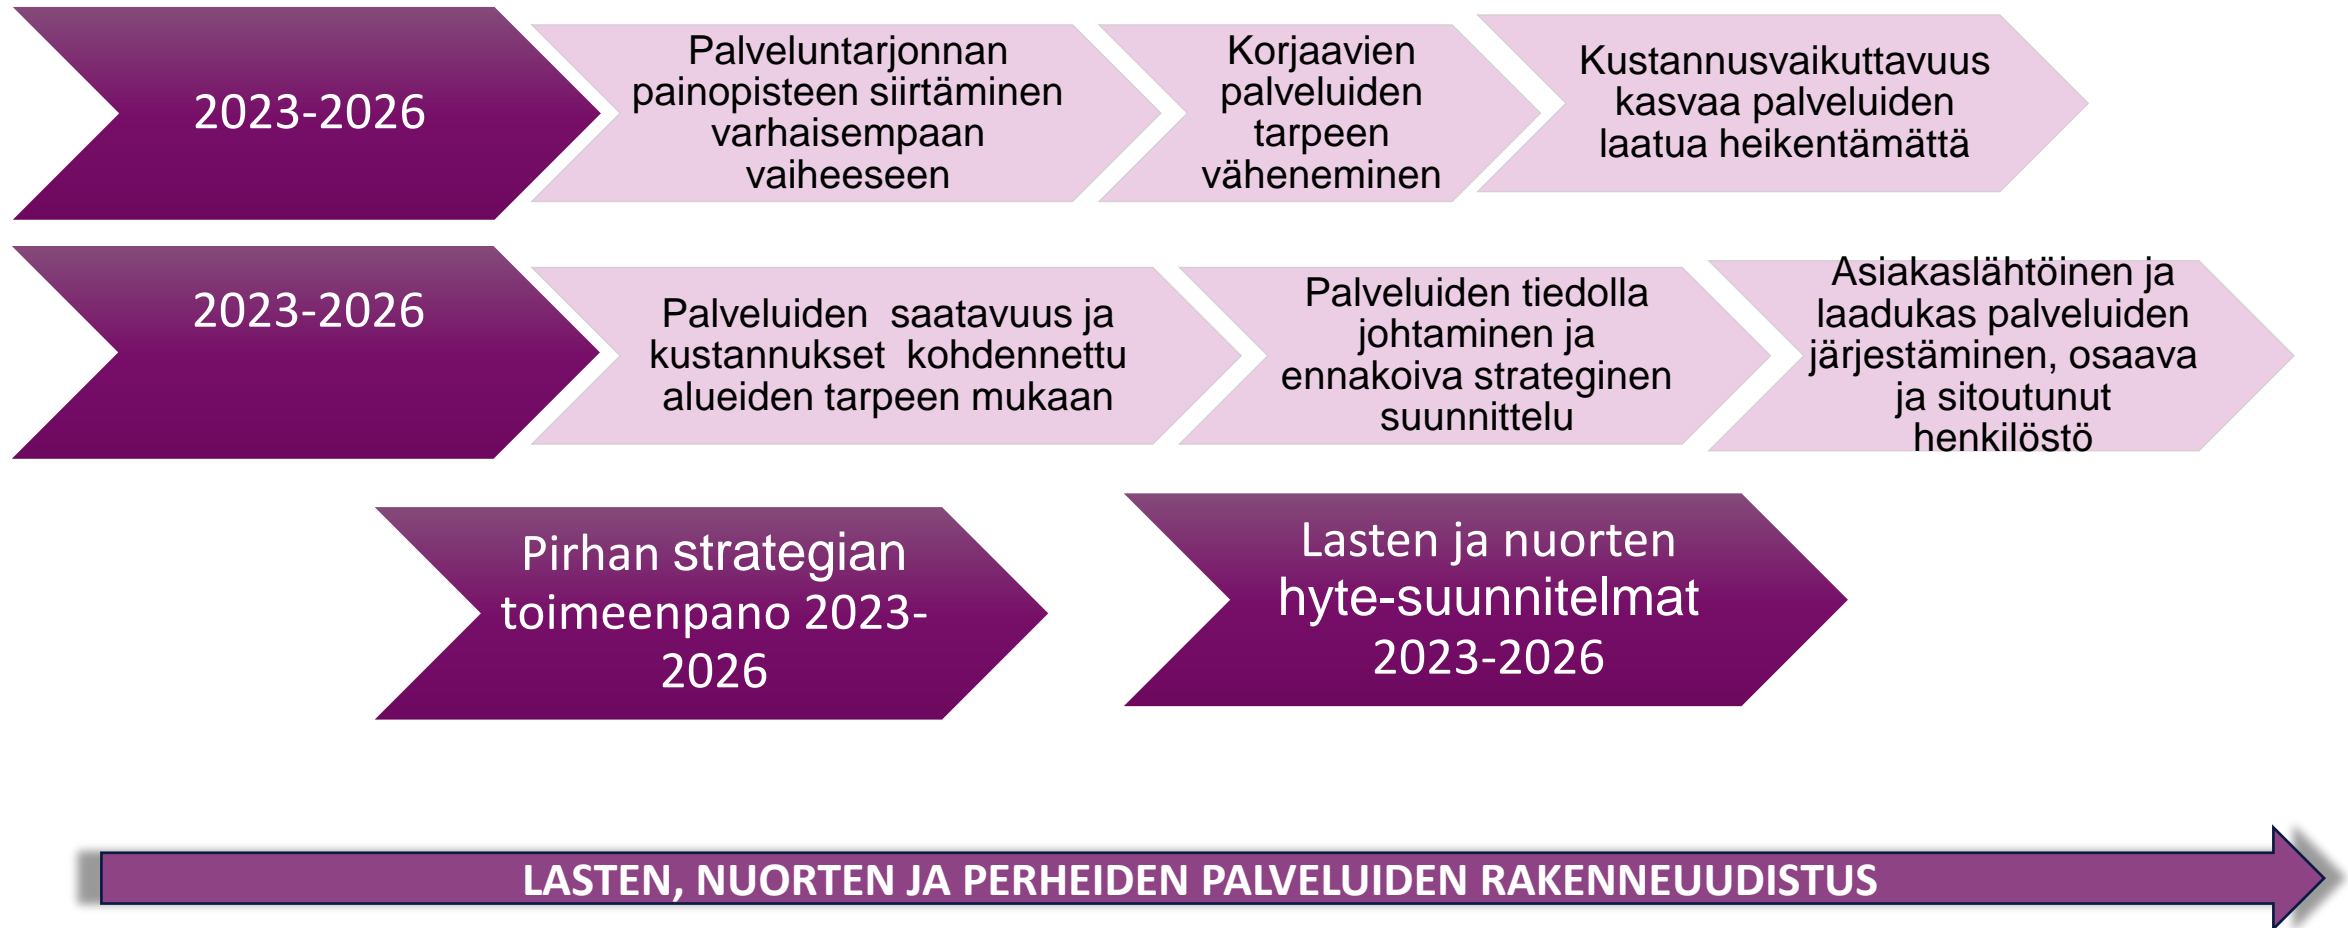 2023-2026
Palveluntarjonnan
painopisteen siirtäminen
varhaisempaan
vaiheeseen
Korjaavien
palveluiden
tarpeen
väheneminen
Kustannusvaikuttavuus
kasvaa palveluiden
laatua heikentämättä
2023-2026
Palveluiden  saatavuus ja
kustannukset  kohdennettu
alueiden tarpeen mukaan
Palveluiden tiedolla
johtaminen ja
ennakoiva strateginen
suunnittelu
Asiakaslähtöinen ja
laadukas palveluiden
järjestäminen, osaava
ja sitoutunut
henkilöstö
Pirhan strategian
toimeenpano 2023-
2026
Lasten ja nuorten
hyte-suunnitelmat
2023-2026
LASTEN, NUORTEN JA PERHEIDEN PALVELUIDEN RAKENNEUUDISTUS